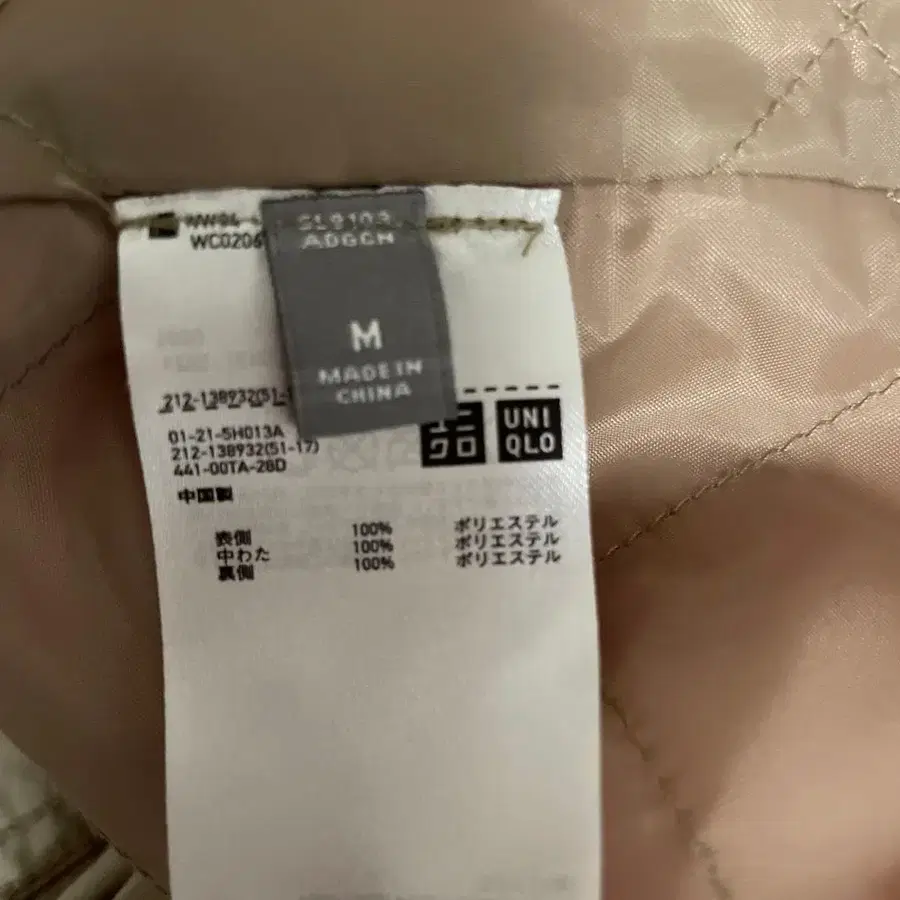 WC0206
ADGCN
M
MADE IN
CHINA
212-138932(51-
01-21-5H013A
212-138932(51-17)
441-00TA-28D
ユニ
クロ
UNI
QLO
中国製
表側 100% ポリエステル
中わた 100% ポリエステル
裏側 100% ポリエステル